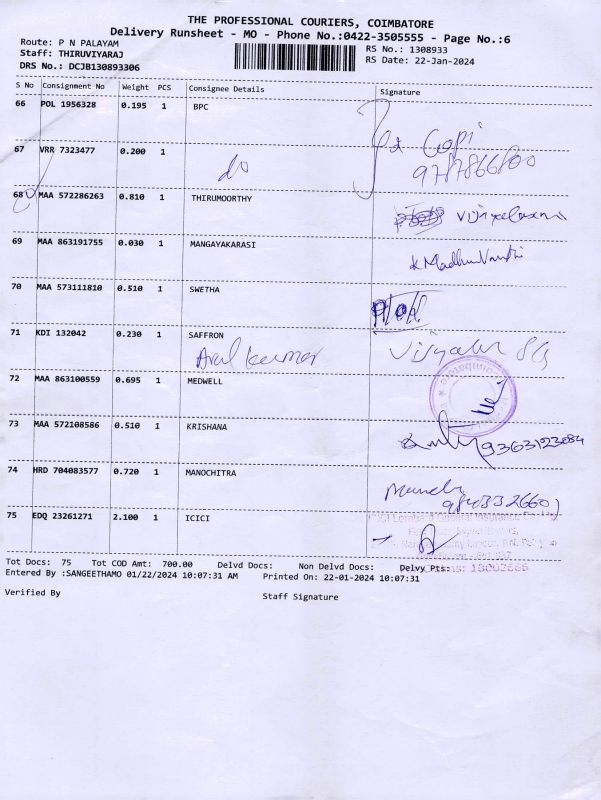 THE PROFESSIONAL COURIERS, COIMBATORE
Delivery Runsheet - MO - Phone No.:0422-3505555 - Page No.:6
Route: P N PALAYAM
Staff: THIRUVIYARAJ
DRS No.: DCJB130893306
RS No.: 1308933
RS Date: 22-Jan-2024
S No Consignment No Weight PCS Consignee Details Signature
66 POL 1956328 0.195 1 BPC
67 VRR 7323477 0.200 1
do
Gopi
9787866800
68 MAA 572286263 0.810 1 THIRUMOORTHY
69 MAA 863191755 0.030 1 MANGAYAKARASI
70 MAA 573111810 0.510 1 SWETHA
71 KDI 132042 0.230 1 SAFFRON
Arul kumar
72 MAA 863100559 0.695 1 MEDWELL
73 MAA 572108586 0.510 1 KRISHANA
9363123684
74 HRD 704083577 0.720 1 MANOCHITRA
75 EDQ 23261271 2.100 1 ICICI
Tot Docs: 75 Tot COD Amt: 700.00 Delvd Docs: Non Delvd Docs: Delvy Pts:
Entered By :SANGEETHAMO 01/22/2024 10:07:31 AM Printed On: 22-01-2024 10:07:31
Verified By Staff Signature